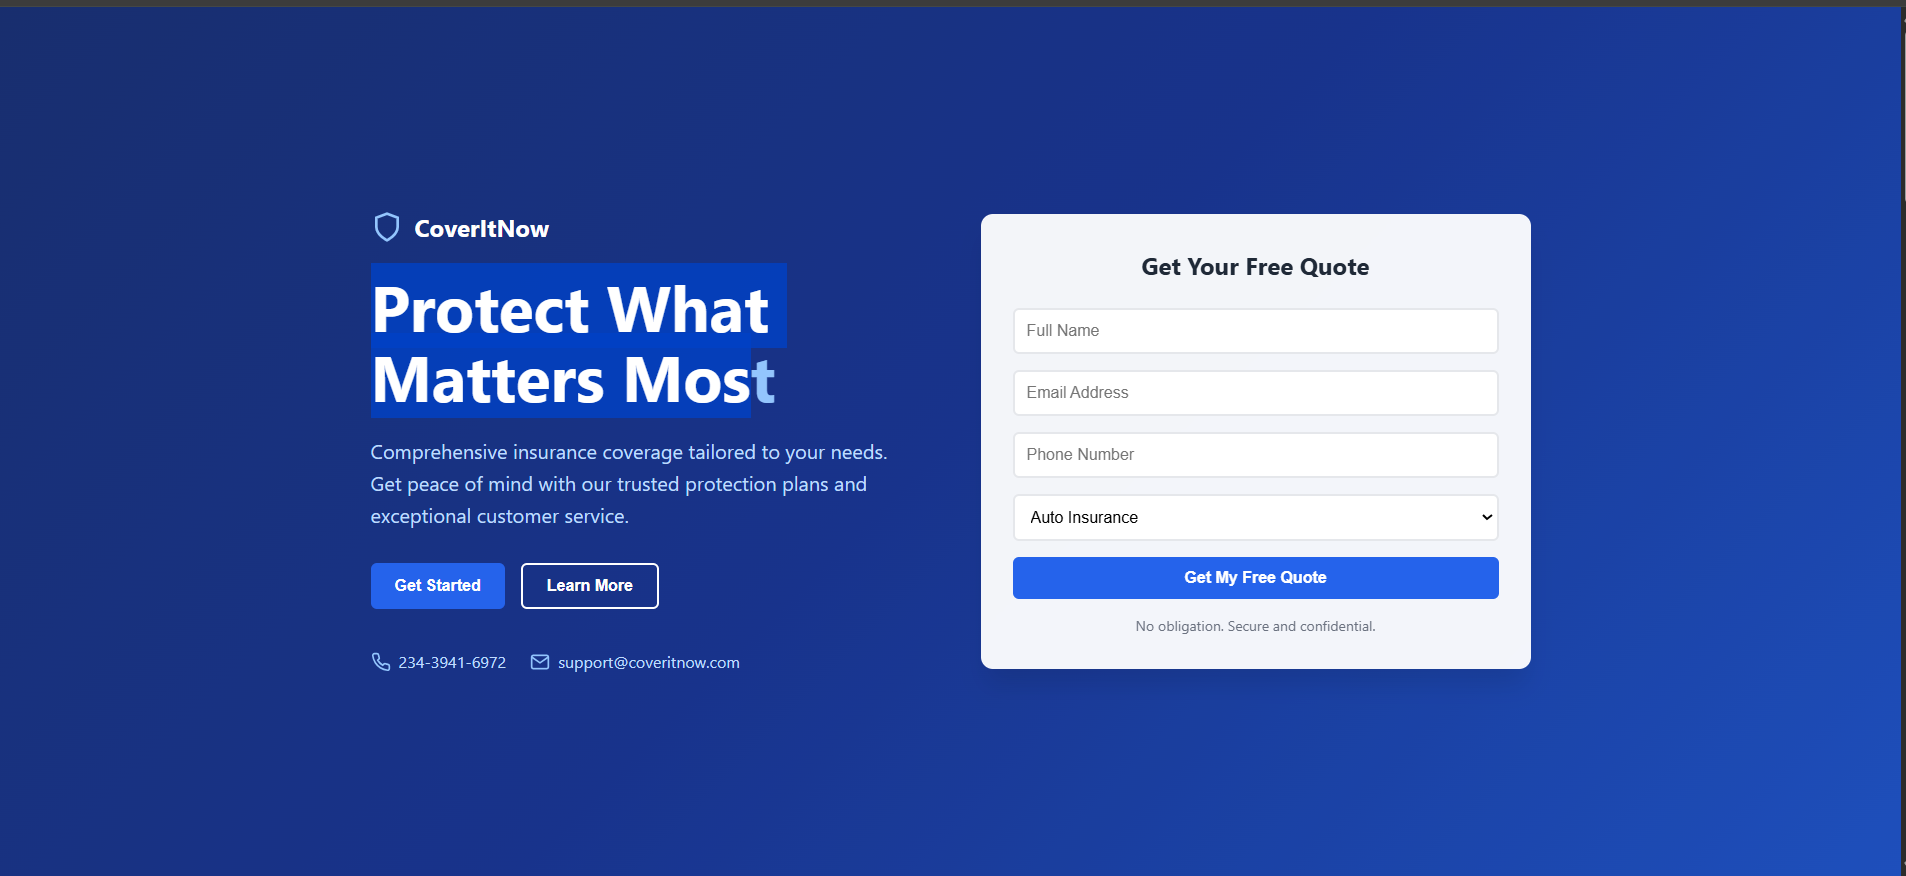 CoverItNow
Protect What
Matters Most
Comprehensive insurance coverage tailored to your needs.
Get peace of mind with our trusted protection plans and
exceptional customer service.
Get Started
Learn More
234-3941-6972
support@coveritnow.com
Get Your Free Quote
Full Name
Email Address
Phone Number
Auto Insurance
Get My Free Quote
No obligation. Secure and confidential.